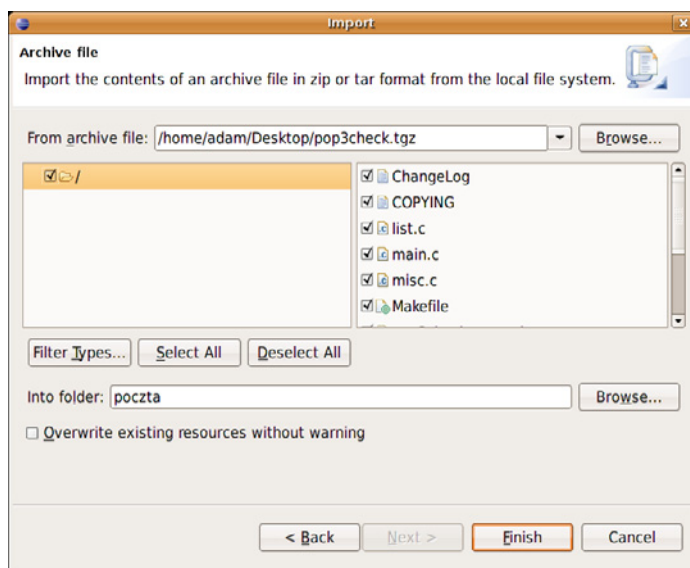 Import
Archive file
Import the contents of an archive file in zip or tar format from the local file system.
From archive file: /home/adam/Desktop/pop3check.tgz Browse...
/
ChangeLog
COPYING
list.c
main.c
misc.c
Makefile
Filter Types... Select All Deselect All
Into folder: poczta Browse...
Overwrite existing resources without warning
< Back Next > Finish Cancel